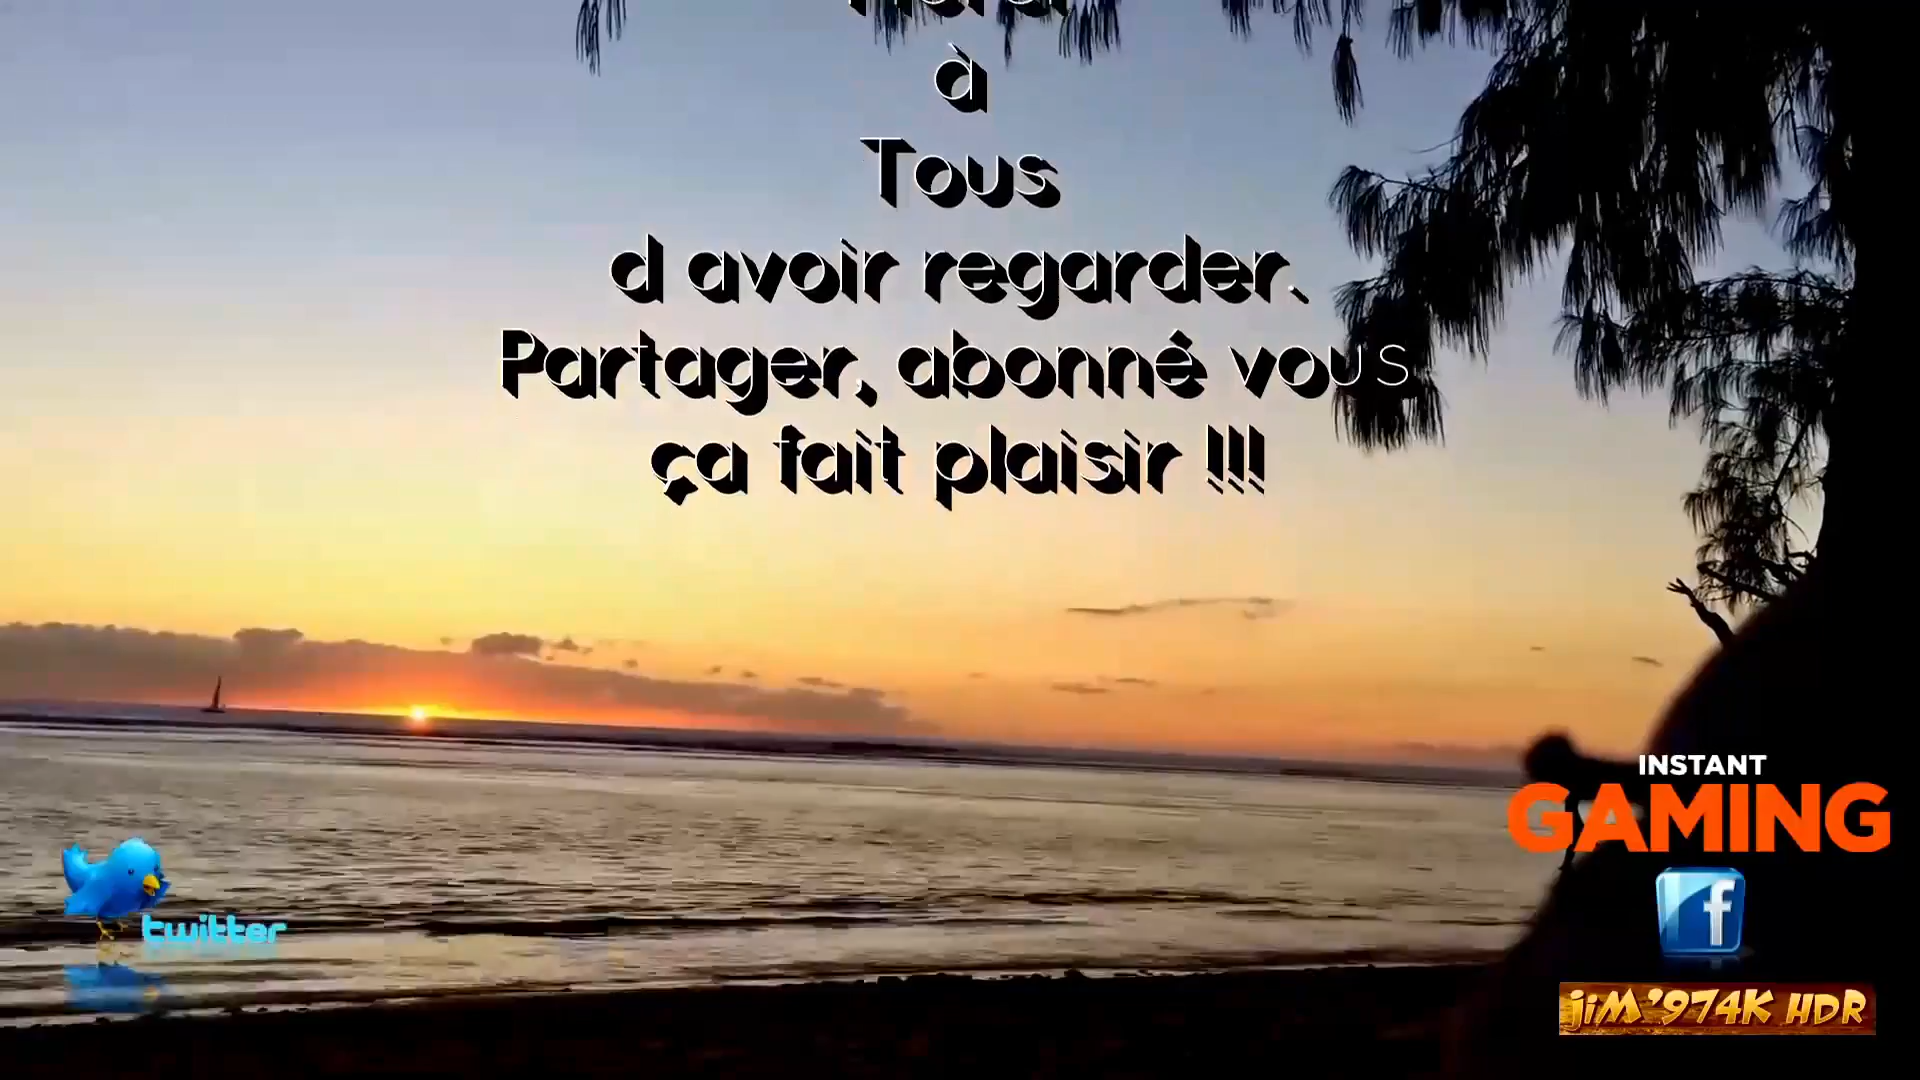 à
Tous
d avoir regarder.
Partager, abonné vous
ça fait plaisir !!!
INSTANT
GAMING
twitter
f
jiM'974K HDR